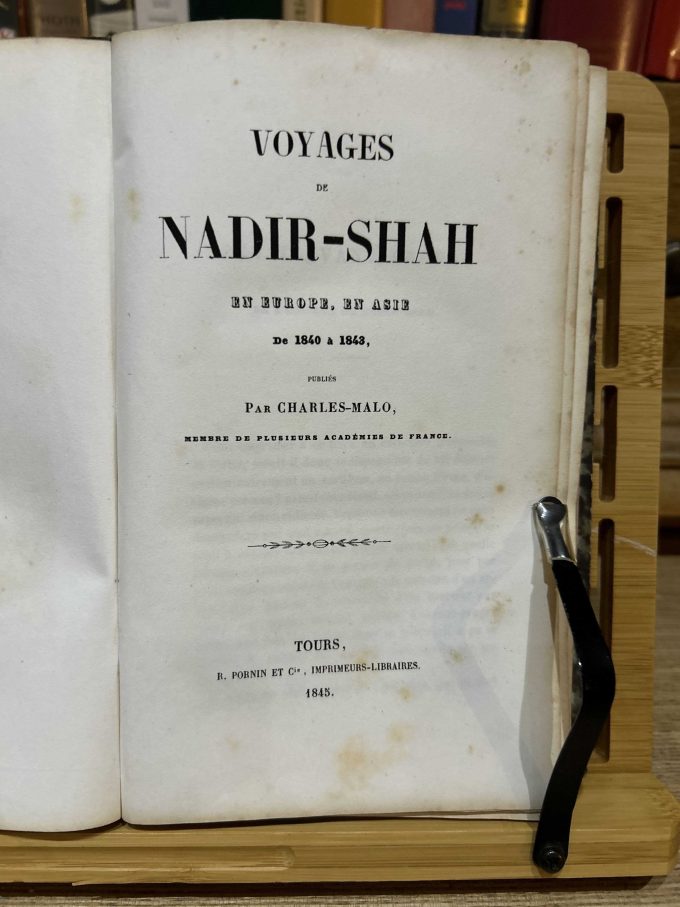 VOYAGES
DE
NADIR-SHAH
EN EUROPE, EN ASIE
De 1840 à 1843,
PUBLIÉS
PAR CHARLES-MALO,
MEMBRE DE PLUSIEURS ACADÉMIES DE FRANCE.
TOURS,
R. PORNIN ET Cie, IMPRIMEURS-LIBRAIRES.
1845.